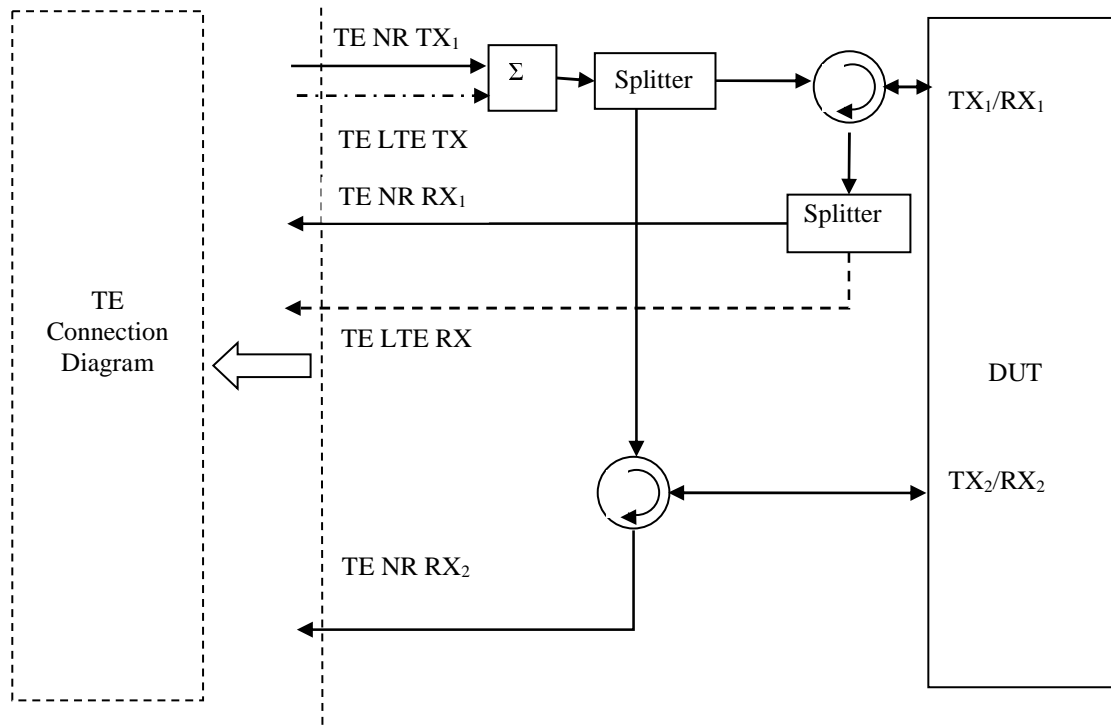 TE NR TX₁
Σ
Splitter
TX₁/RX₁
TE LTE TX
TE NR RX₁
Splitter
TE
Connection
Diagram
TE LTE RX
DUT
TX₂/RX₂
TE NR RX₂